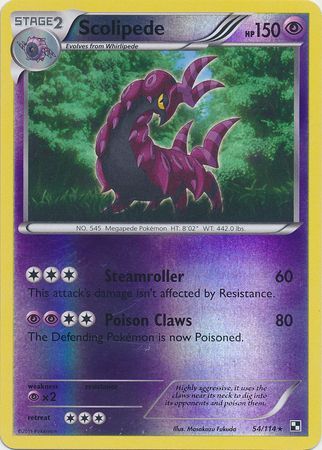 STAGE2
Scolipede
HP150
Evolves from Whirlipede
NO. 545 Megapede Pokémon HT: 8'02" WT: 442.0 lbs.
Steamroller 60
This attack's damage isn't affected by Resistance.
Poison Claws 80
The Defending Pokémon is now Poisoned.
weakness
×2
resistance
retreat
Highly aggressive, it uses the
claws near its neck to dig into
its opponents and poison them.
©2011 Pokémon
Illus. Masakazu Fukuda
54/114★